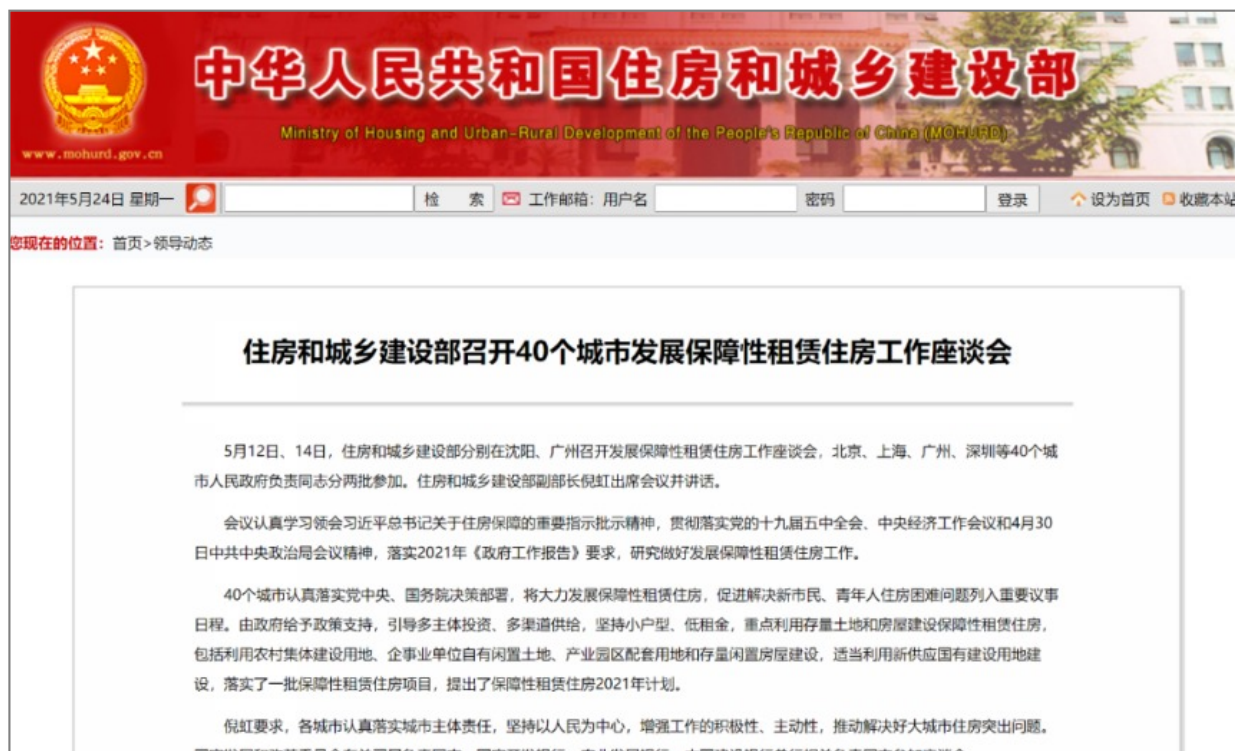 中华人民共和国住房和城乡建设部
Ministry of Housing and Urban-Rural Development of the People's Republic of China (MOHURD)
www.mohurd.gov.cn
2021年5月24日 星期一 检 索 工作邮箱：用户名 密码 登录 设为首页 收藏本站
您现在的位置：首页>领导动态
住房和城乡建设部召开40个城市发展保障性租赁住房工作座谈会
5月12日、14日，住房和城乡建设部分别在沈阳、广州召开发展保障性租赁住房工作座谈会，北京、上海、广州、深圳等40个城
市人民政府负责同志分两批参加。住房和城乡建设部副部长倪虹出席会议并讲话。
会议认真学习领会习近平总书记关于住房保障的重要指示批示精神，贯彻落实党的十九届五中全会、中央经济工作会议和4月30
日中共中央政治局会议精神，落实2021年《政府工作报告》要求，研究做好发展保障性租赁住房工作。
40个城市认真落实党中央、国务院决策部署，将大力发展保障性租赁住房，促进解决新市民、青年人住房困难问题列入重要议事
日程。由政府给予政策支持，引导多主体投资、多渠道供给，坚持小户型、低租金，重点利用存量土地和房屋建设保障性租赁住房，
包括利用农村集体建设用地、企事业单位自有闲置土地、产业园区配套用地和存量闲置房屋建设，适当利用新供应国有建设用地建
设，落实了一批保障性租赁住房项目，提出了保障性租赁住房2021年计划。
倪虹要求，各城市认真落实城市主体责任，坚持以人民为中心，增强工作的积极性、主动性，推动解决好大城市住房突出问题。